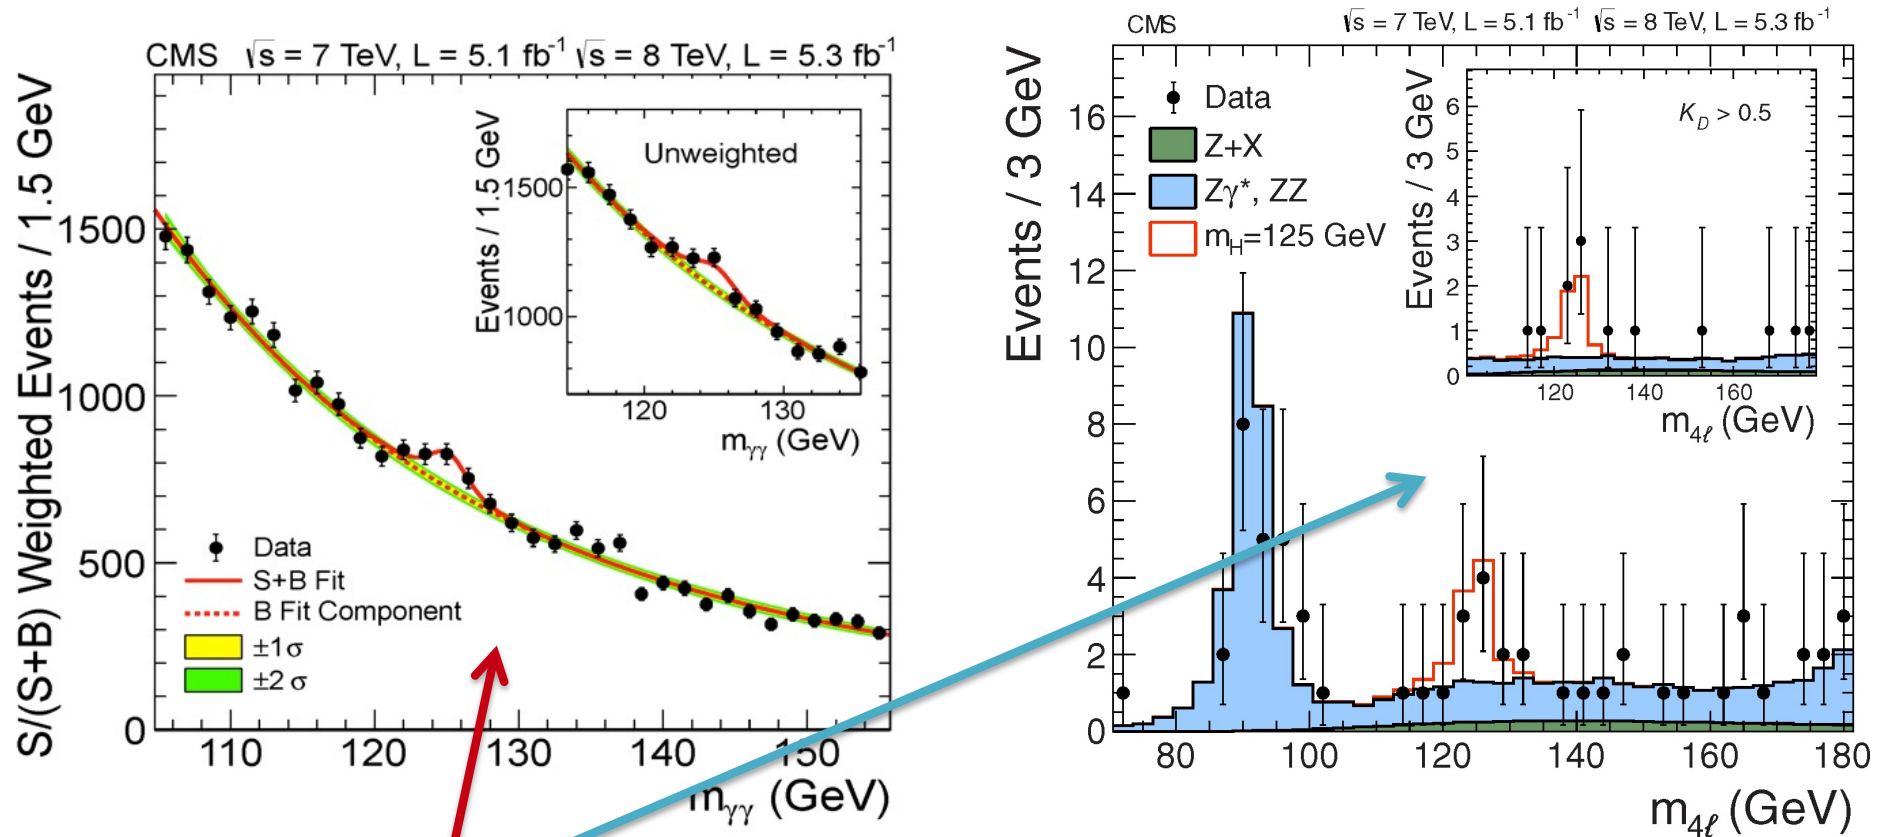 CMS √s = 7 TeV, L = 5.1 fb⁻¹ √s = 8 TeV, L = 5.3 fb⁻¹
S/(S+B) Weighted Events / 1.5 GeV
1500
1000
500
0
110 120 130 140 150
mγγ (GeV)
Data
S+B Fit
B Fit Component
±1σ
±2 σ
Unweighted
Events / 1.5 GeV
1500
1000
120 130
mγγ (GeV)
CMS √s = 7 TeV, L = 5.1 fb⁻¹ √s = 8 TeV, L = 5.3 fb⁻¹
Events / 3 GeV
16
14
12
10
8
6
4
2
0
80 100 120 140 160 180
m4ℓ (GeV)
Data
Z+X
Zγ*, ZZ
mH=125 GeV
KD > 0.5
Events / 3 GeV
6
5
4
3
2
1
0
120 140 160
m4ℓ (GeV)